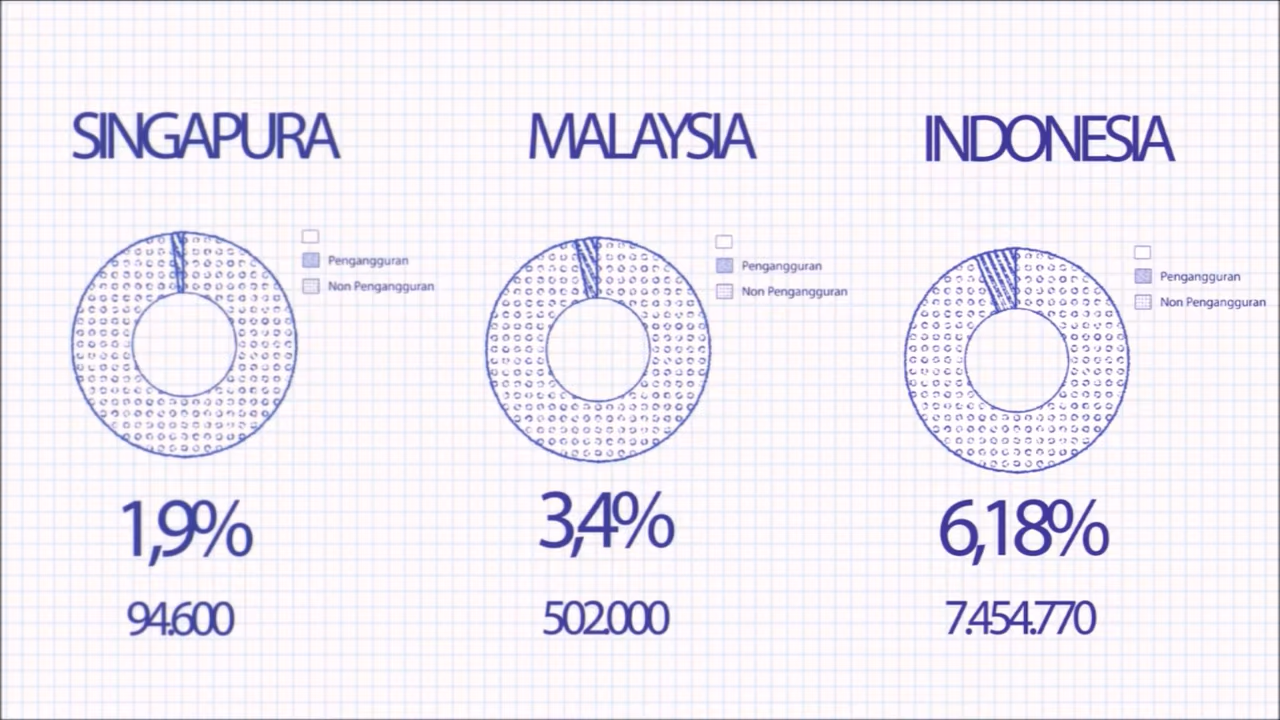 SINGAPURA
Pengangguran
Non Pengangguran
1,9%
94.600
MALAYSIA
Pengangguran
Non Pengangguran
3,4%
502.000
INDONESIA
Pengangguran
Non Pengangguran
6,18%
7.454.770